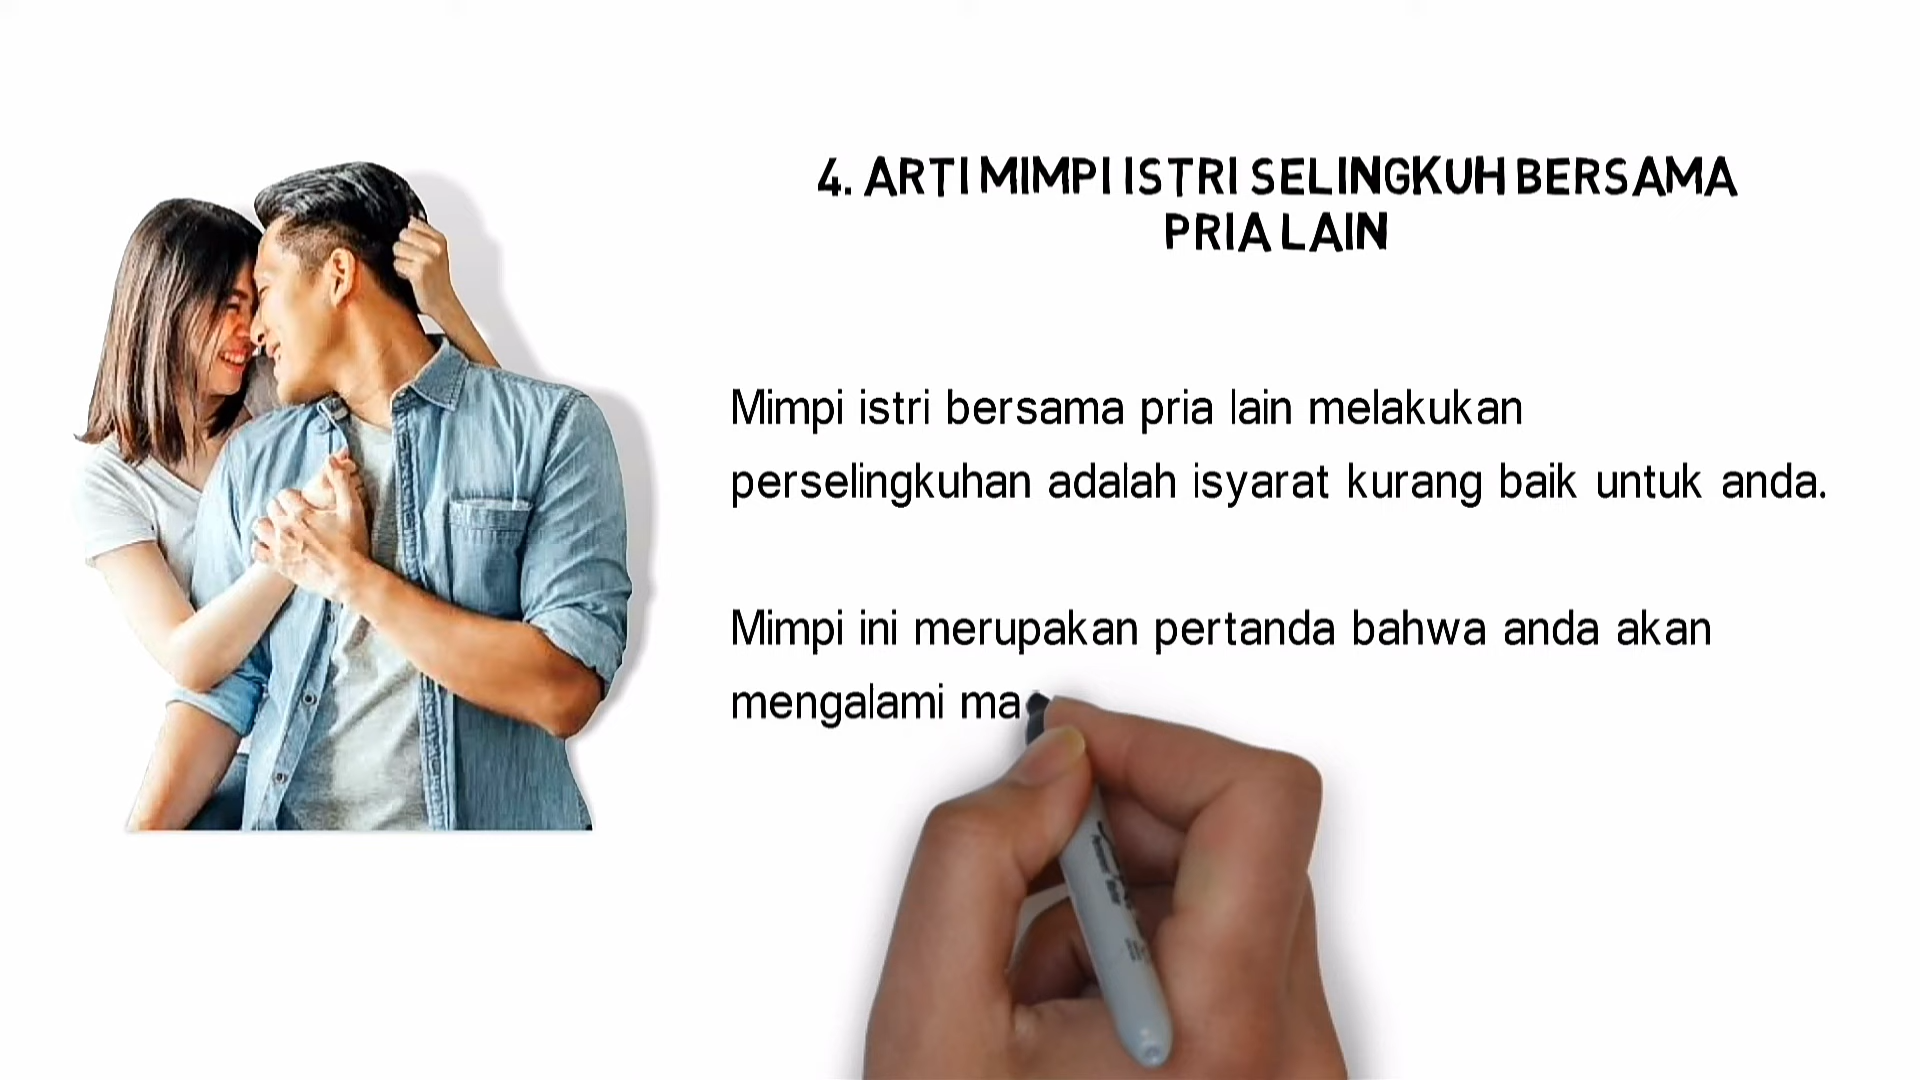 4. ARTI MIMPI ISTRI SELINGKUH BERSAMA
PRIA LAIN
Mimpi istri bersama pria lain melakukan
perselingkuhan adalah isyarat kurang baik untuk anda.
Mimpi ini merupakan pertanda bahwa anda akan
mengalami ma